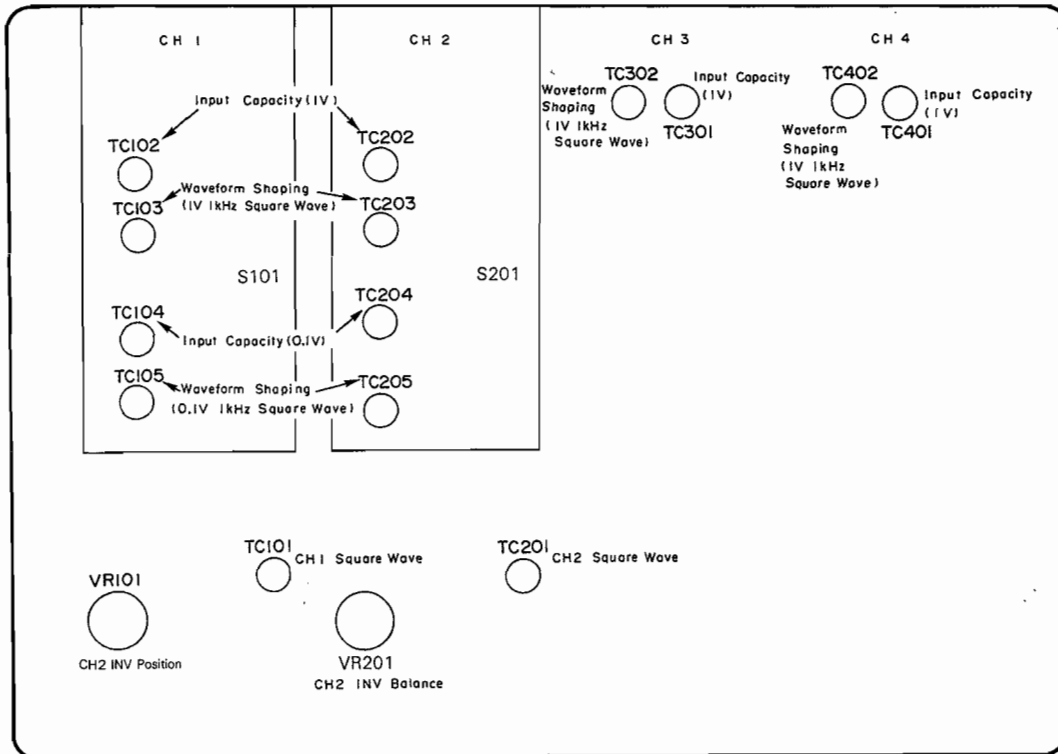 CH 1
CH 2
CH 3
CH 4
Input Capacity (1V)
TC102
TC202
Waveform Shaping
(1V 1kHz Square Wave)
TC103
TC203
S101
S201
TC104
TC204
Input Capacity (0.1V)
TC105
TC205
Waveform Shaping
(0.1V 1kHz Square Wave)
TC302
Waveform
Shaping
(1V 1kHz
Square Wave)
Input Capacity
(1V)
TC301
TC402
Waveform
Shaping
(1V 1kHz
Square Wave)
Input Capacity
(1V)
TC401
TC101
CH1 Square Wave
TC201
CH2 Square Wave
VR101
CH2 INV Position
VR201
CH2 INV Balance